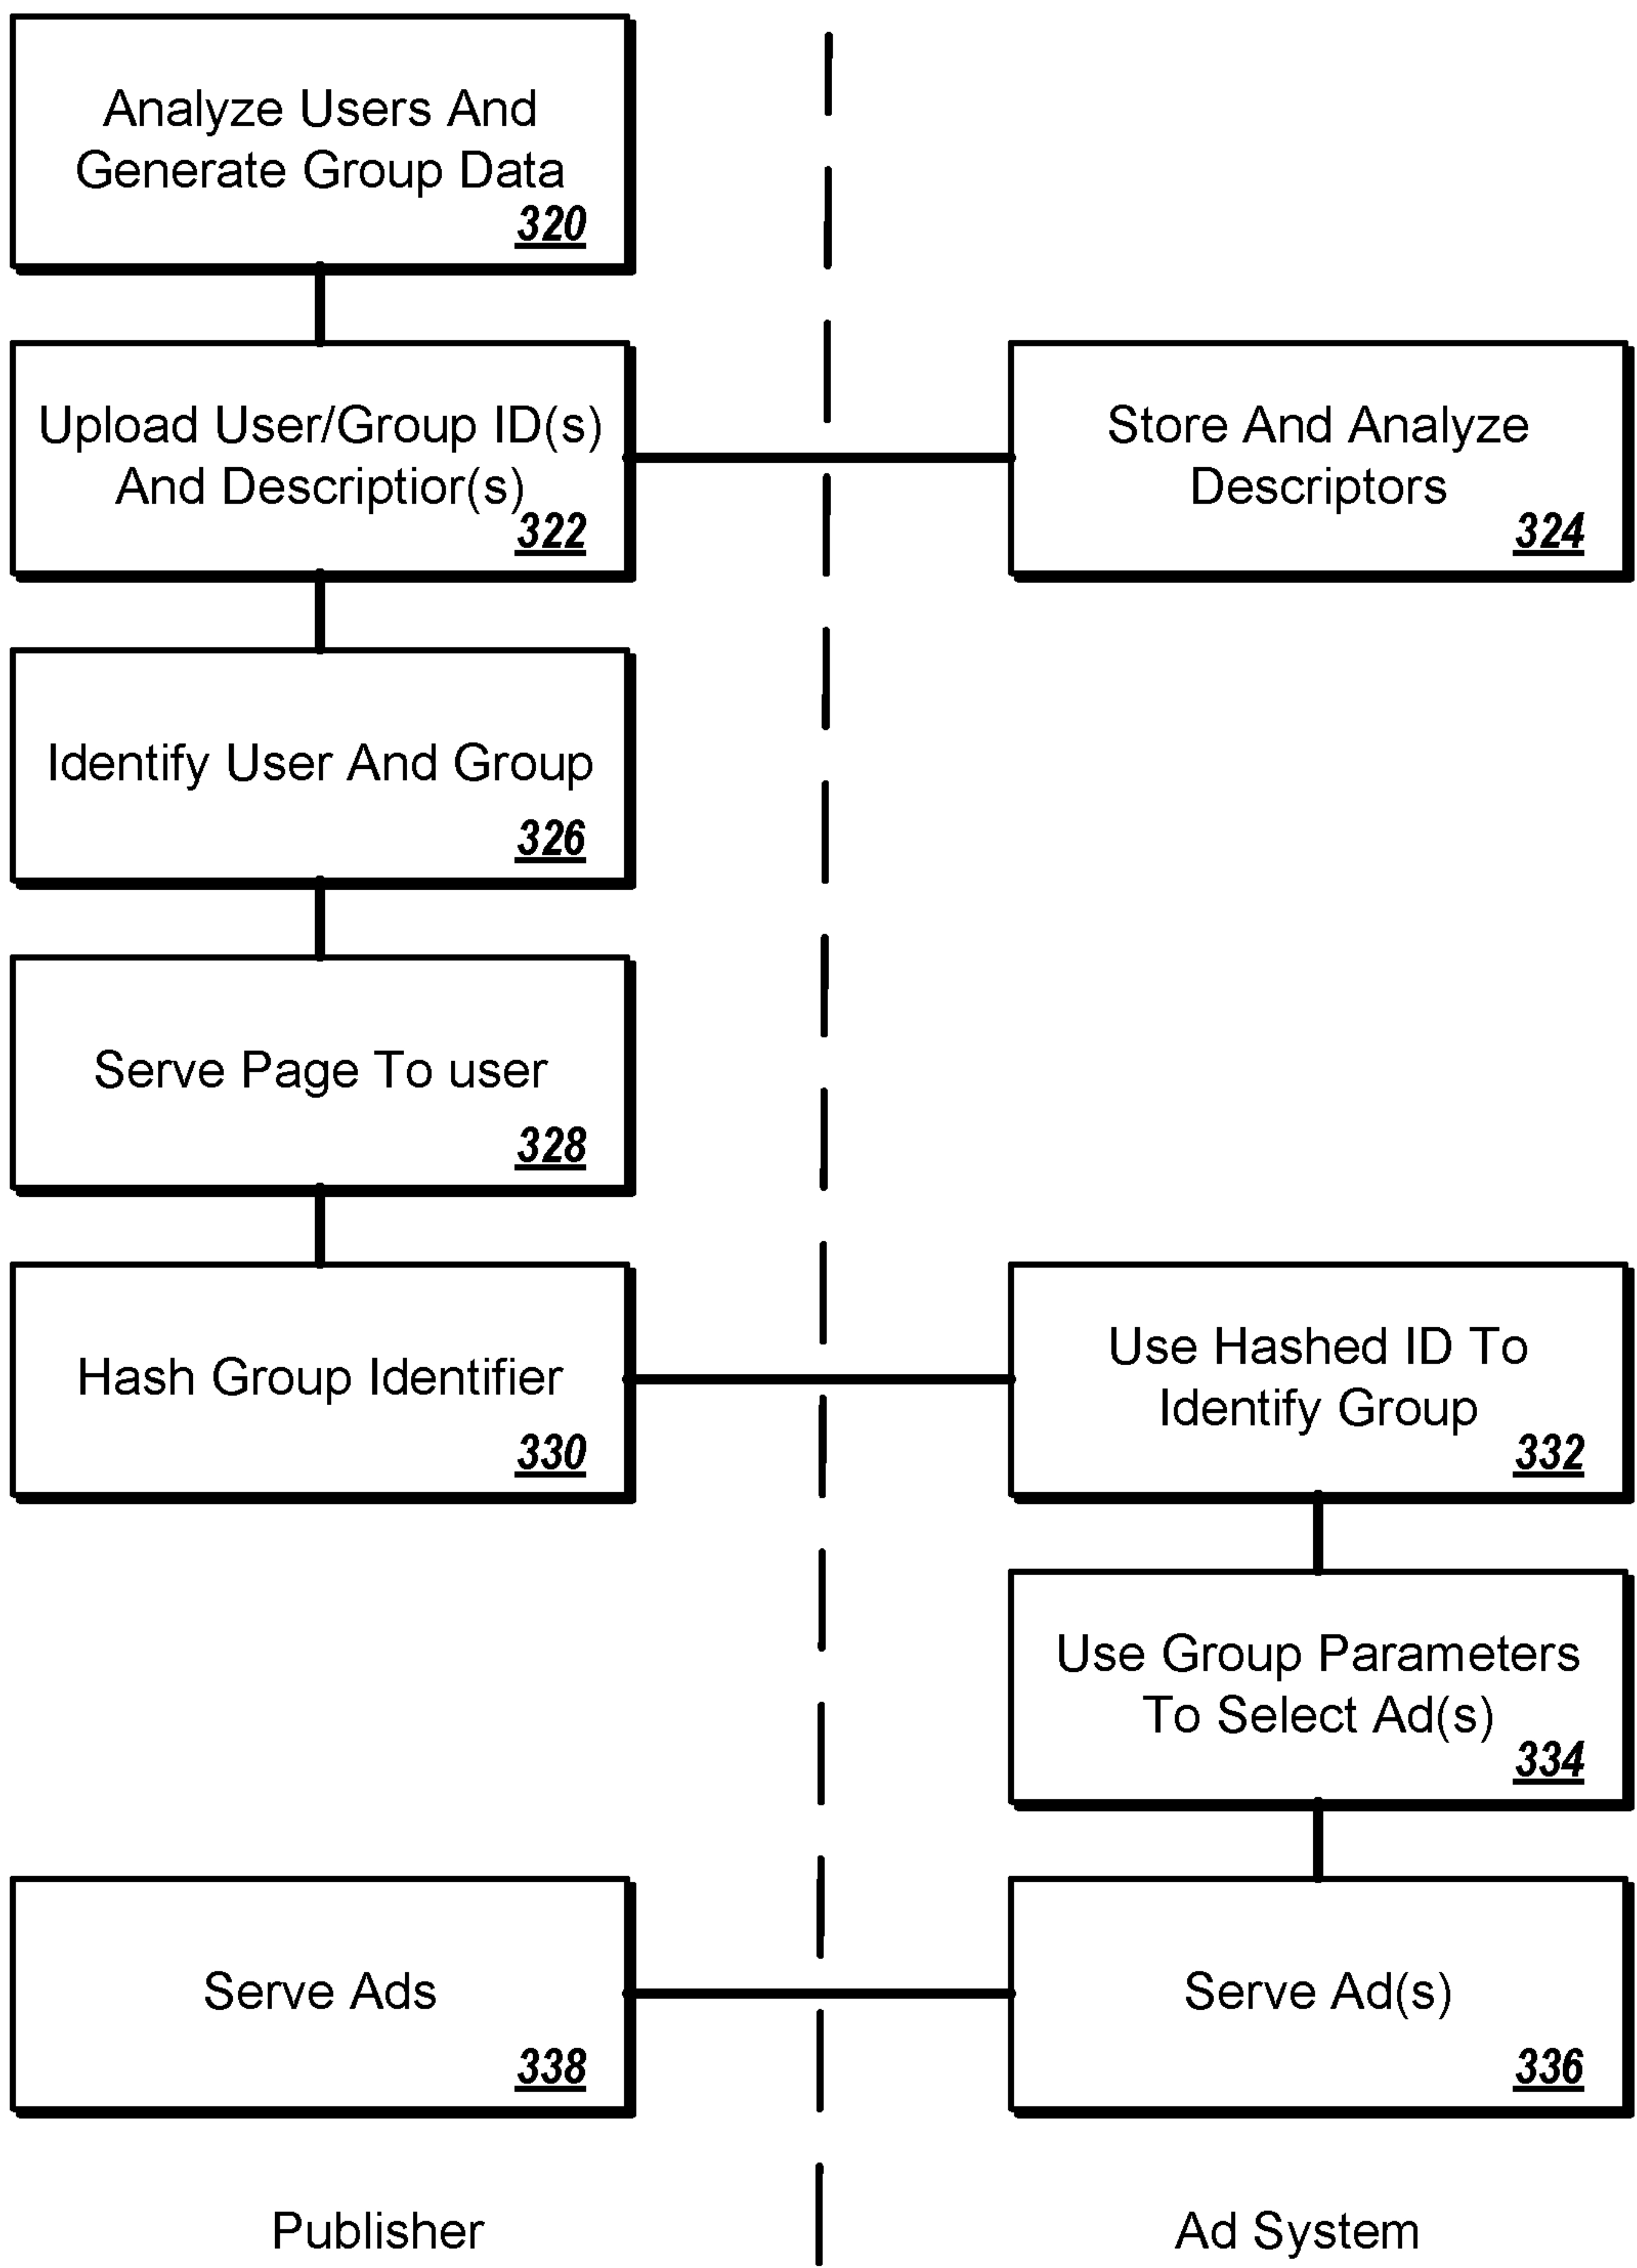 Analyze Users And
Generate Group Data
320
Upload User/Group ID(s)
And Descriptior(s)
322
Store And Analyze
Descriptors
324
Identify User And Group
326
Serve Page To user
328
Hash Group Identifier
330
Use Hashed ID To
Identify Group
332
Use Group Parameters
To Select Ad(s)
334
Serve Ads
338
Serve Ad(s)
336
Publisher
Ad System